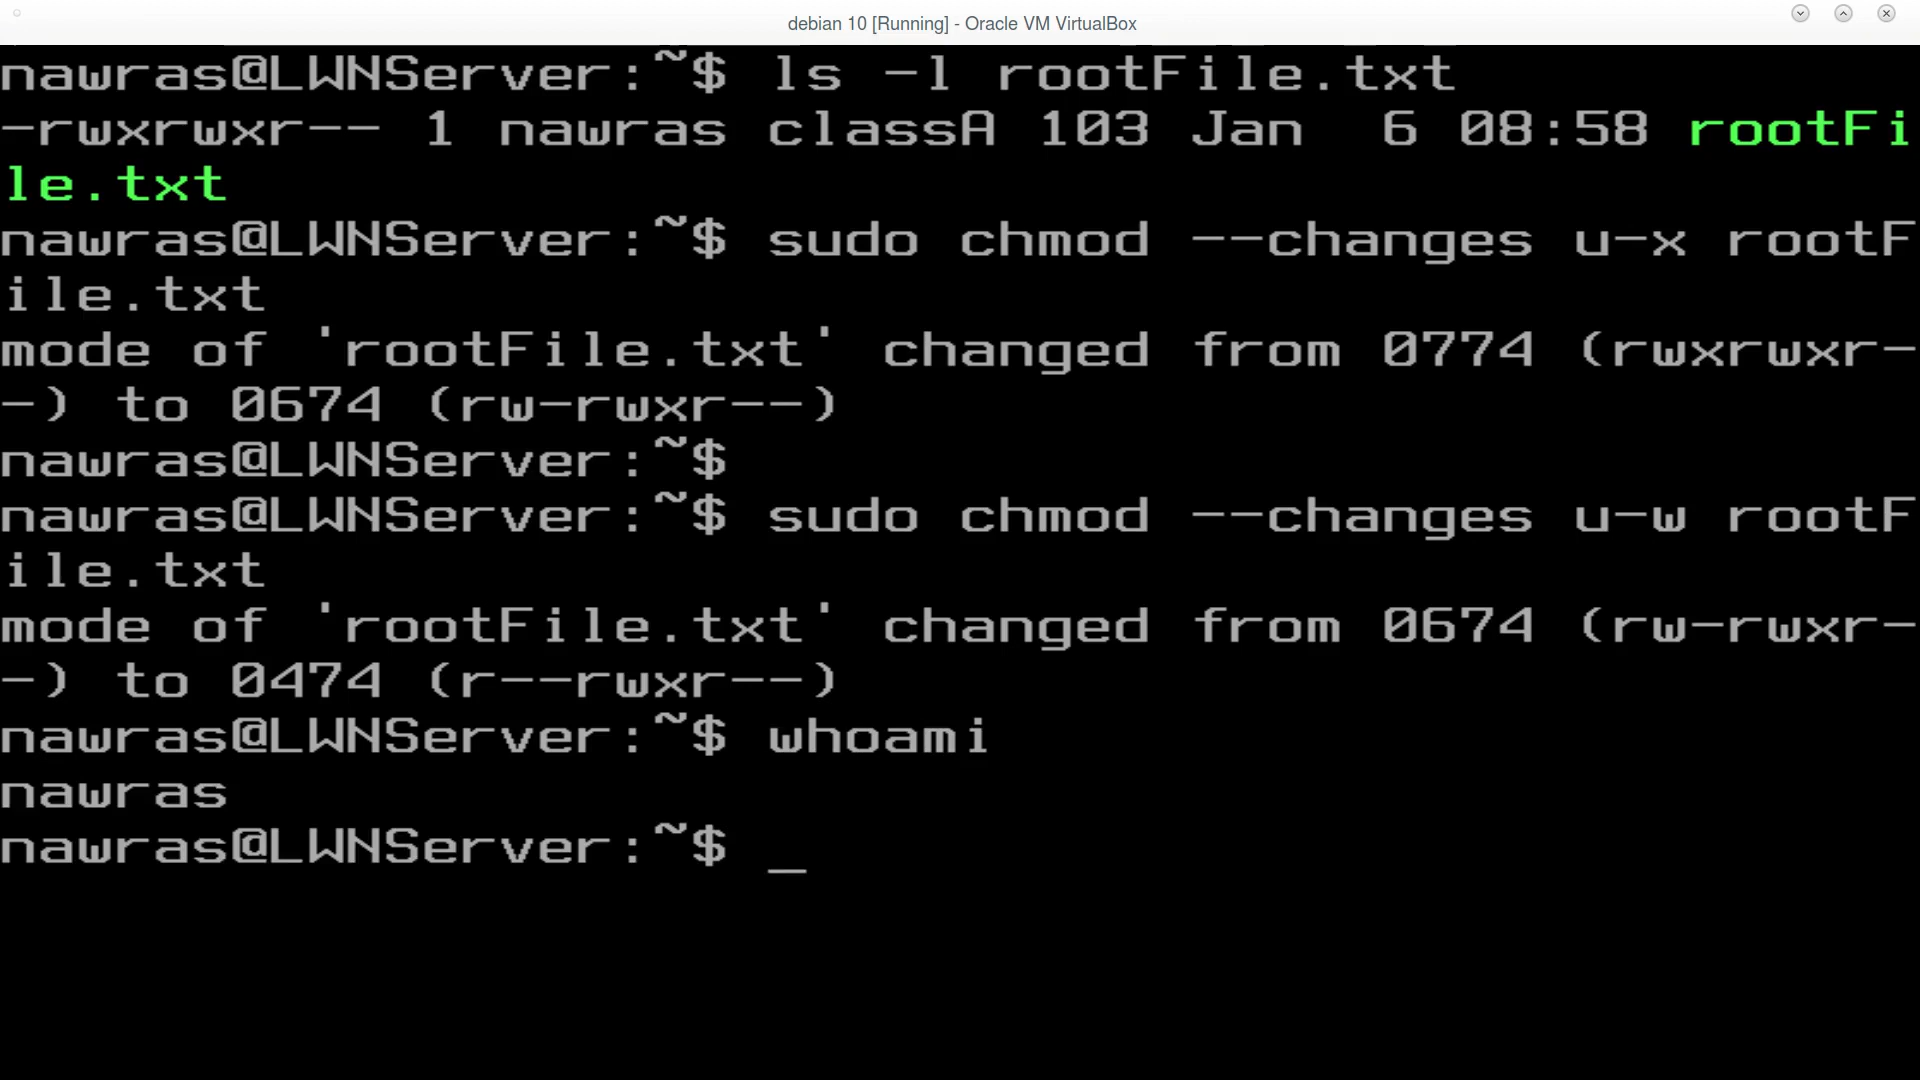 debian 10 [Running] - Oracle VM VirtualBox
nawras@LWNServer:~$ ls -l rootFile.txt
-rwxrwxr-- 1 nawras classA 103 Jan  6 08:58 rootFi
le.txt
nawras@LWNServer:~$ sudo chmod --changes u-x rootF
ile.txt
mode of 'rootFile.txt' changed from 0774 (rwxrwxr-
-) to 0674 (rw-rwxr--)
nawras@LWNServer:~$
nawras@LWNServer:~$ sudo chmod --changes u-w rootF
ile.txt
mode of 'rootFile.txt' changed from 0674 (rw-rwxr-
-) to 0474 (r--rwxr--)
nawras@LWNServer:~$ whoami
nawras
nawras@LWNServer:~$ _